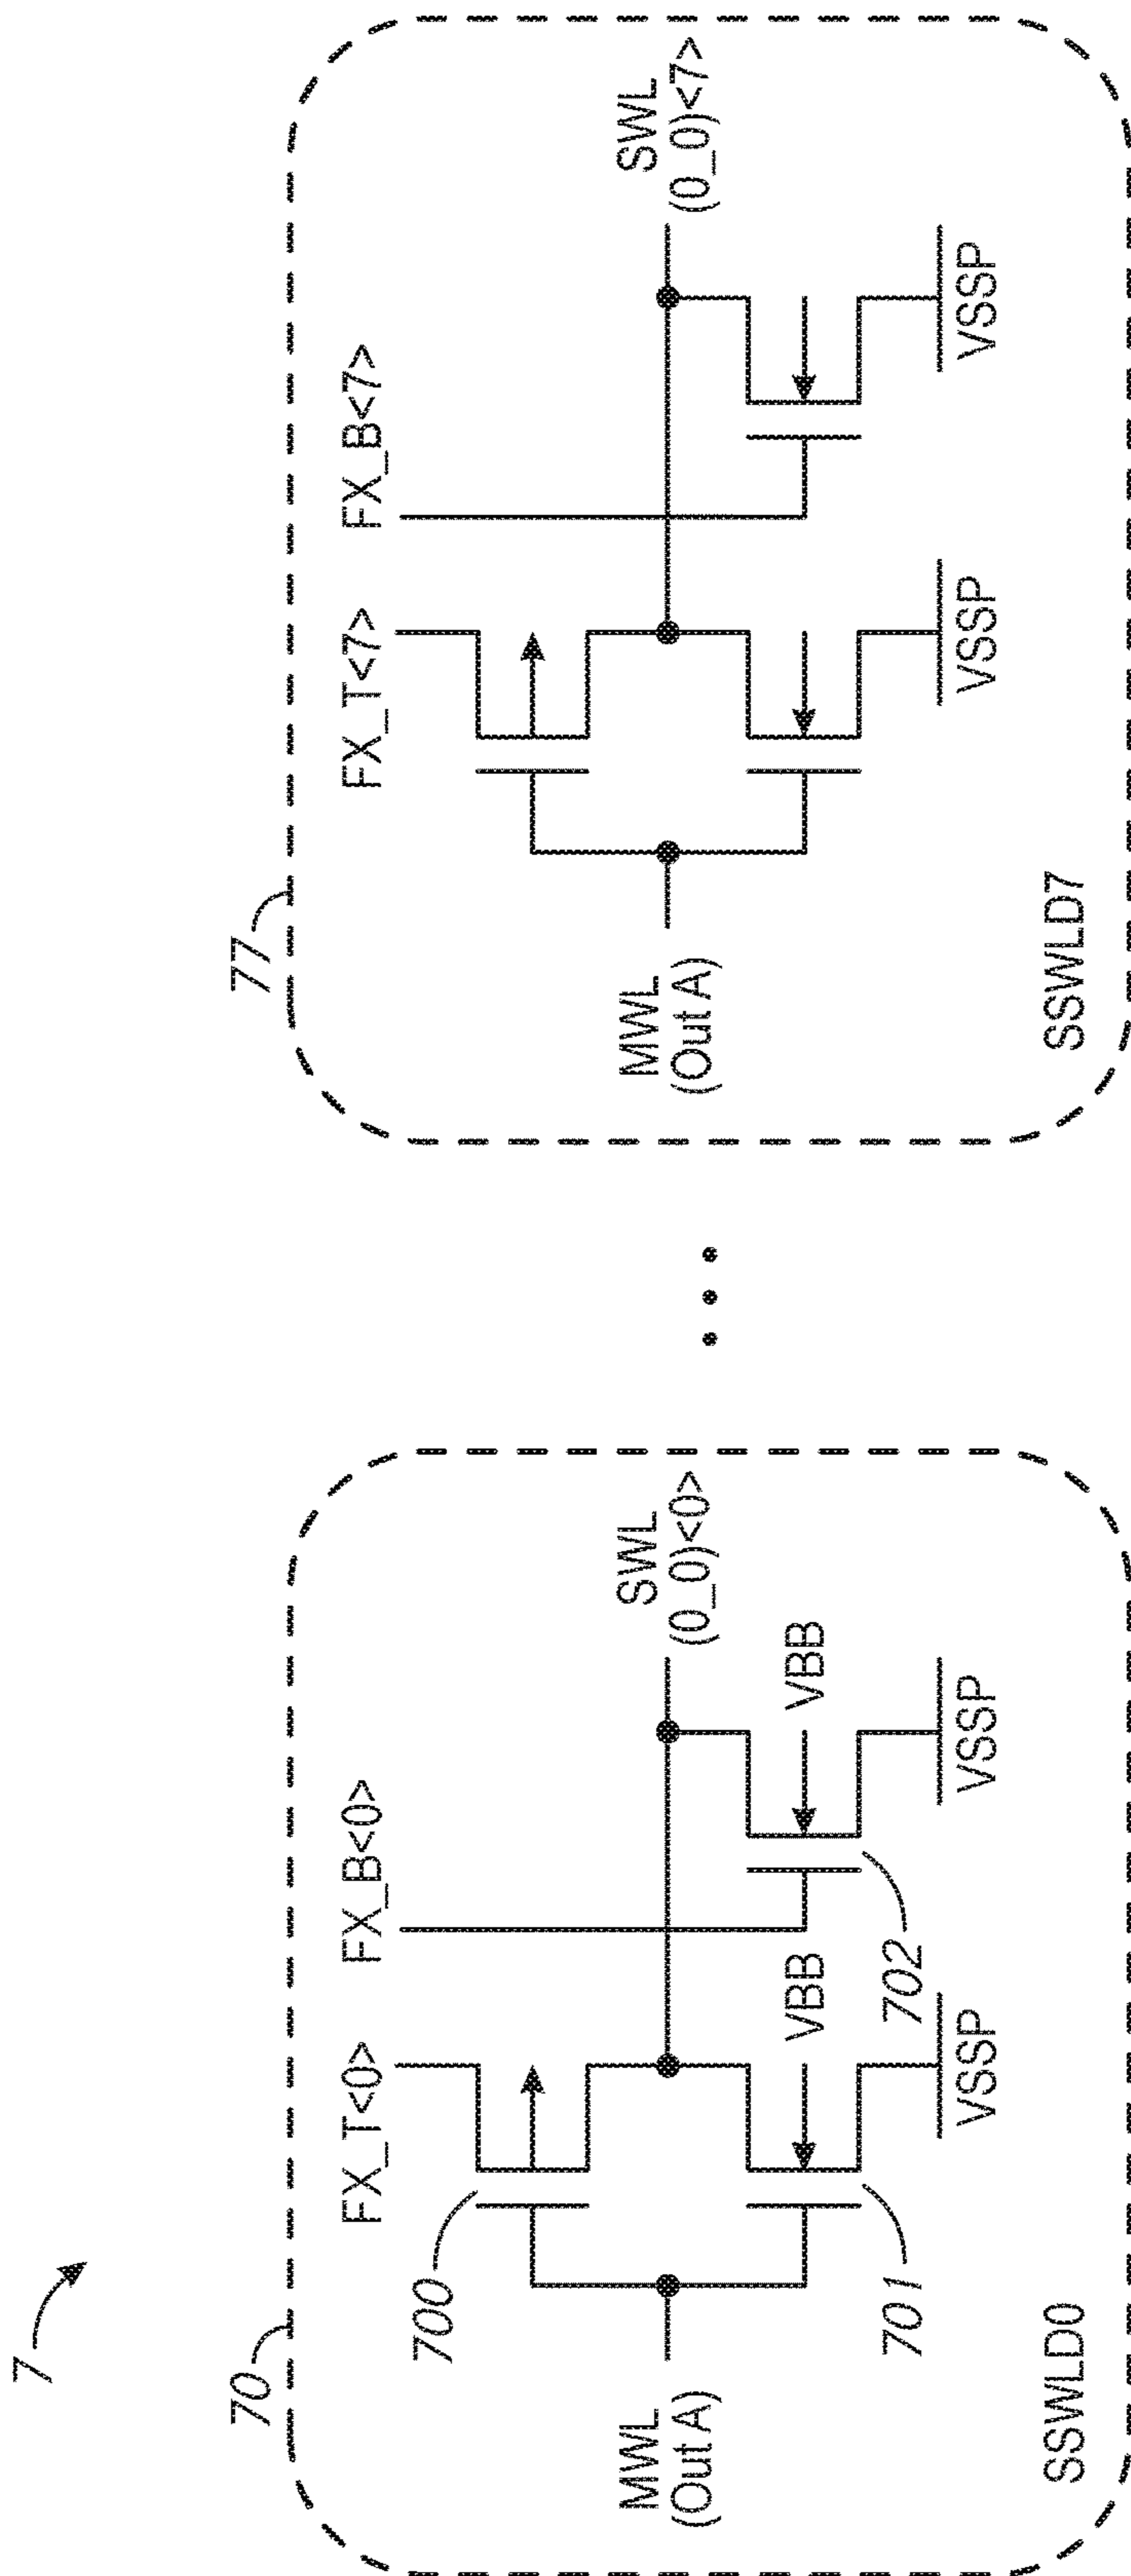 7
70
FX_T<0>
FX_B<0>
700
MWL
(Out A)
SWL
(0_0)<0>
VBB
VBB
701
702
VSSP
VSSP
SSWLD0
77
FX_T<7>
FX_B<7>
MWL
(Out A)
SWL
(0_0)<7>
VSSP
VSSP
SSWLD7